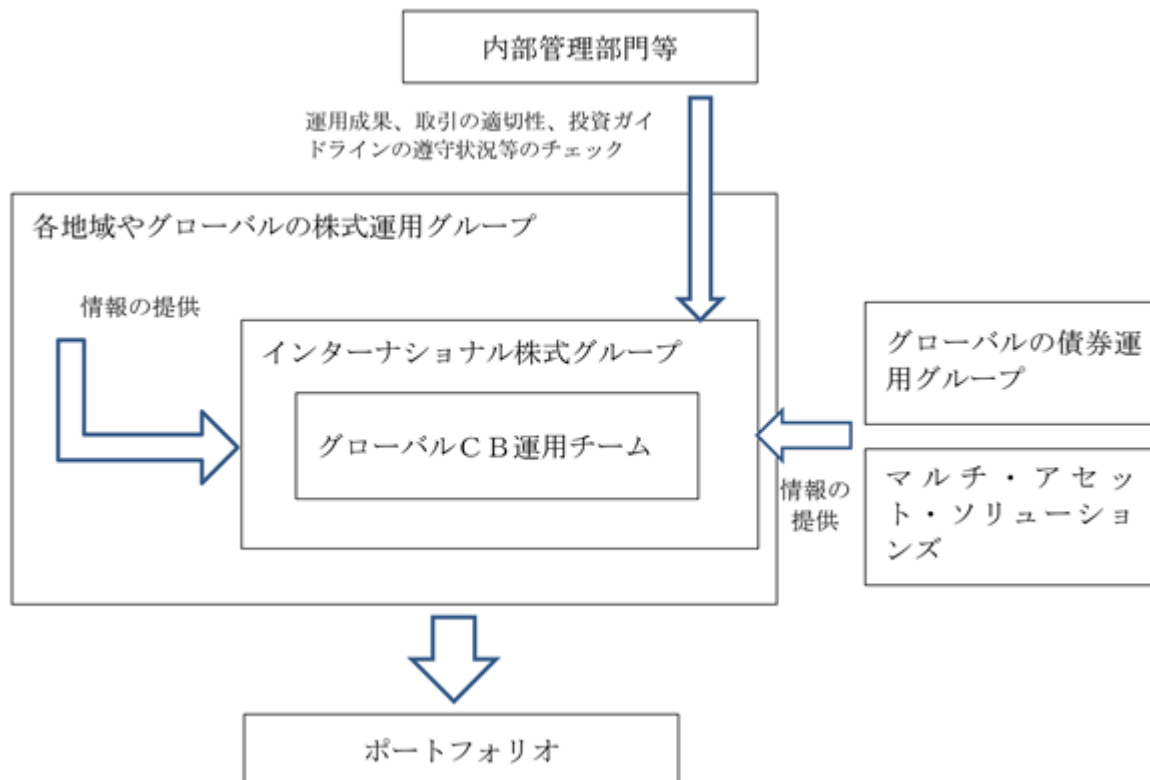 内部管理部門等
運用成果、取引の適切性、投資ガイ
ドラインの遵守状況等のチェック
各地域やグローバルの株式運用グループ
情報の提供
インターナショナル株式グループ
グローバルＣＢ運用チーム
グローバルの債券運
用グループ
情報の
提供
マルチ・アセッ
ト・ソリューショ
ンズ
ポートフォリオ